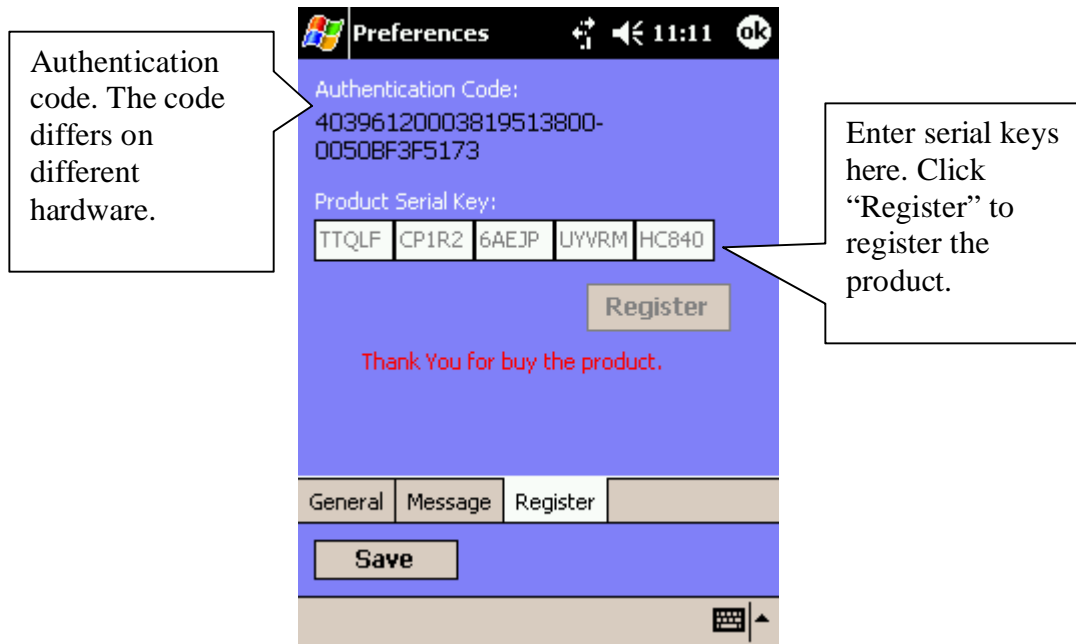 Authentication
code. The code
differs on
different
hardware.
Preferences 11:11 ok
Authentication Code:
40396120003819513800-
0050BF3F5173
Product Serial Key:
TTQLF CP1R2 6AEJP UYVRM HC840
Register
Thank You for buy the product.
General Message Register
Save
Enter serial keys
here. Click
“Register” to
register the
product.